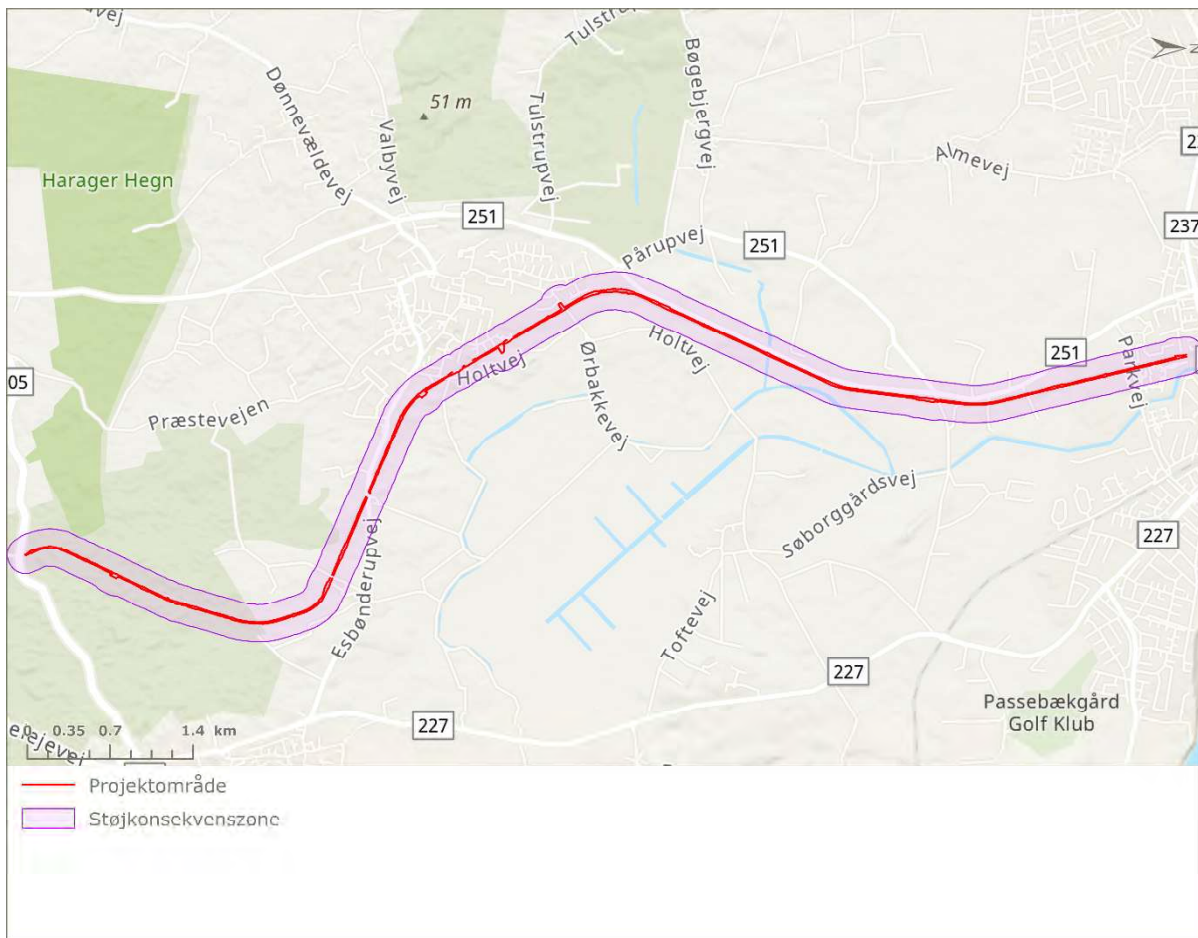 Tulstrupvej
Bøgebjergvej
Dønnevældevej
Valbyvej
51 m
Almevej
Harager Hegn
251
Pårupvej
251
237
Holtvej
Holtvej
251
Parkvej
Ørbakkevej
05
Præstevejen
Søborggårdsvej
227
Esbønderupvej
Toftevej
227
Passebækgård
Golf Klub
227
0 0.35 0.7 1.4 km
Projektområde
Støjkonsekvenszone